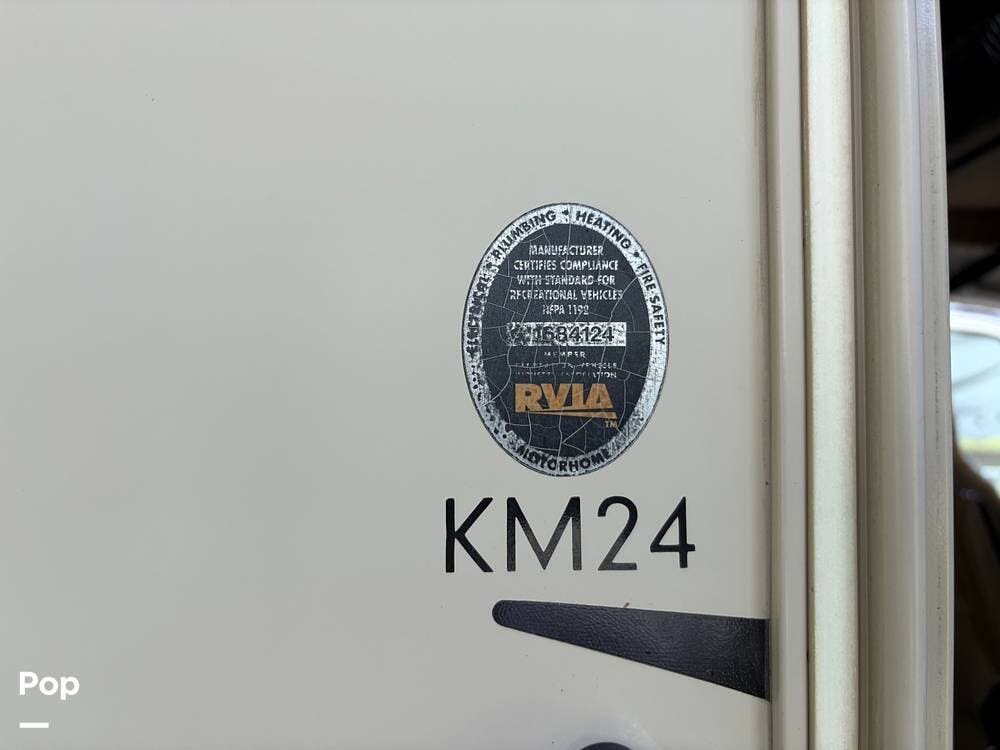 ELECTRICAL • PLUMBING • HEATING • FIRE SAFETY
MANUFACTURER
CERTIFIES COMPLIANCE
WITH STANDARD FOR
RECREATIONAL VEHICLES
NFPA 1192
1684124
MEMBER
RVIA
TM
MOTORHOME
KM24
Pop